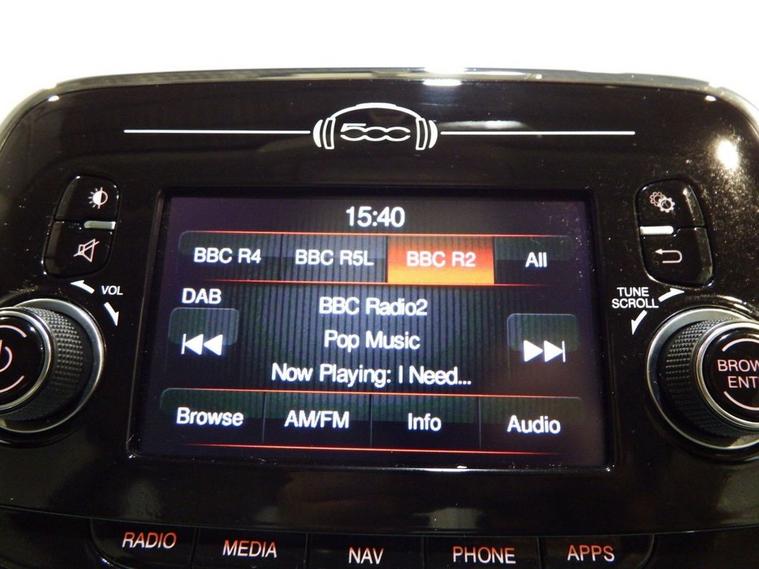 500
15:40
BBC R4 BBC R5L BBC R2 All
VOL
DAB
TUNE
SCROLL
BBC Radio2
Pop Music
Now Playing: I Need...
Browse AM/FM Info Audio
RADIO MEDIA NAV PHONE APPS